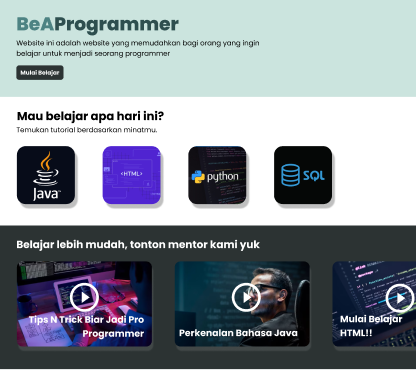 BeAProgrammer
Website ini adalah website yang memudahkan bagi orang yang ingin
belajar untuk menjadi seorang programmer
Mulai Belajar
Mau belajar apa hari ini?
Temukan tutorial berdasarkan minatmu.
Java
<HTML>
python
SQL
Belajar lebih mudah, tonton mentor kami yuk
Tips N Trick Biar Jadi Pro
Programmer
Perkenalan Bahasa Java
Mulai Belajar
HTML!!